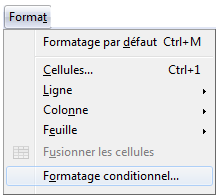 Format
Formatage par défaut Ctrl+M
Cellules... Ctrl+1
Ligne
Colonne
Feuille
Fusionner les cellules
Formatage conditionnel...